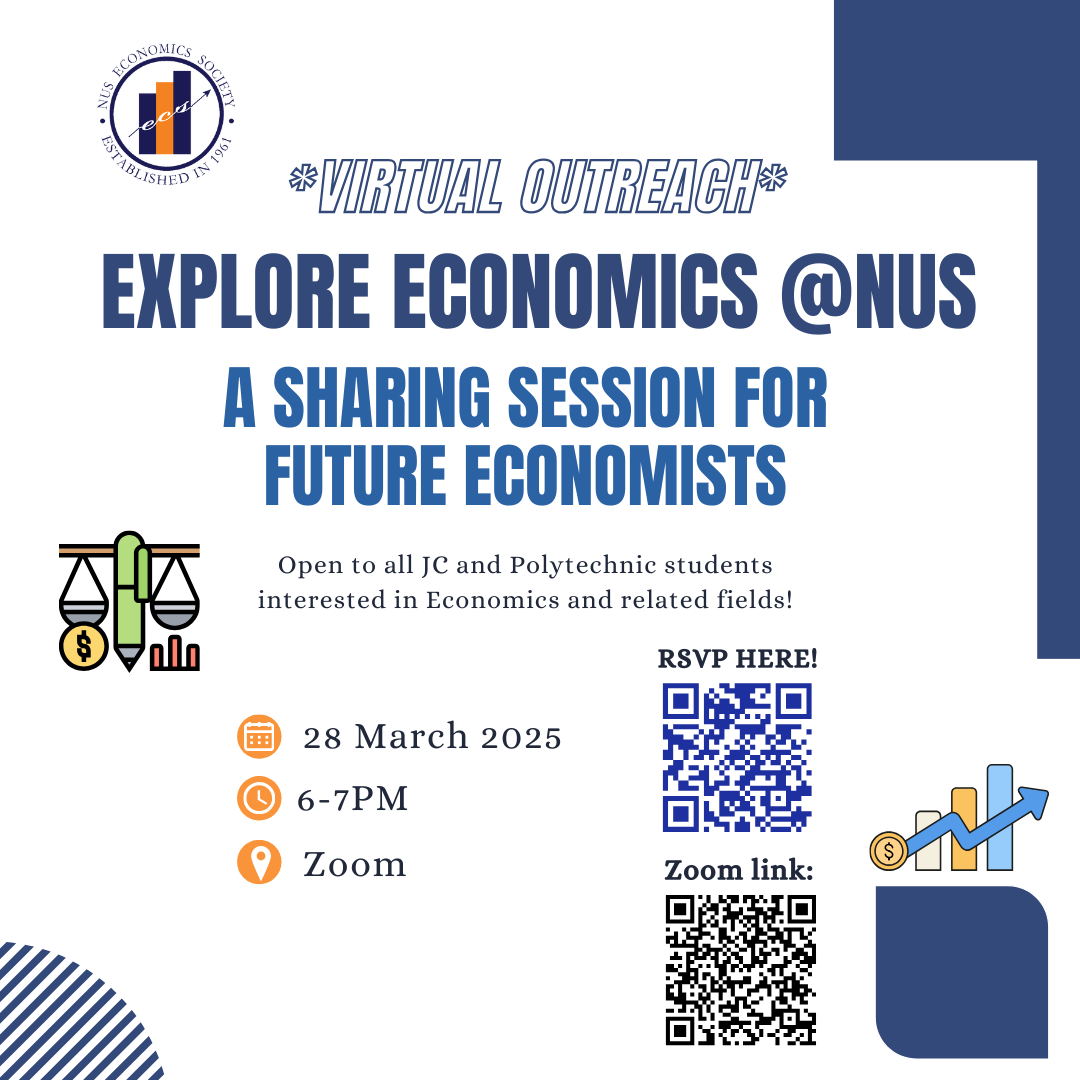 • NUS ECONOMICS SOCIETY •
ecs
ESTABLISHED IN 1961
*VIRTUAL OUTREACH*
EXPLORE ECONOMICS @NUS
A SHARING SESSION FOR
FUTURE ECONOMISTS
Open to all JC and Polytechnic students
interested in Economics and related fields!
$
RSVP HERE!
28 March 2025
6-7PM
Zoom
$
Zoom link: